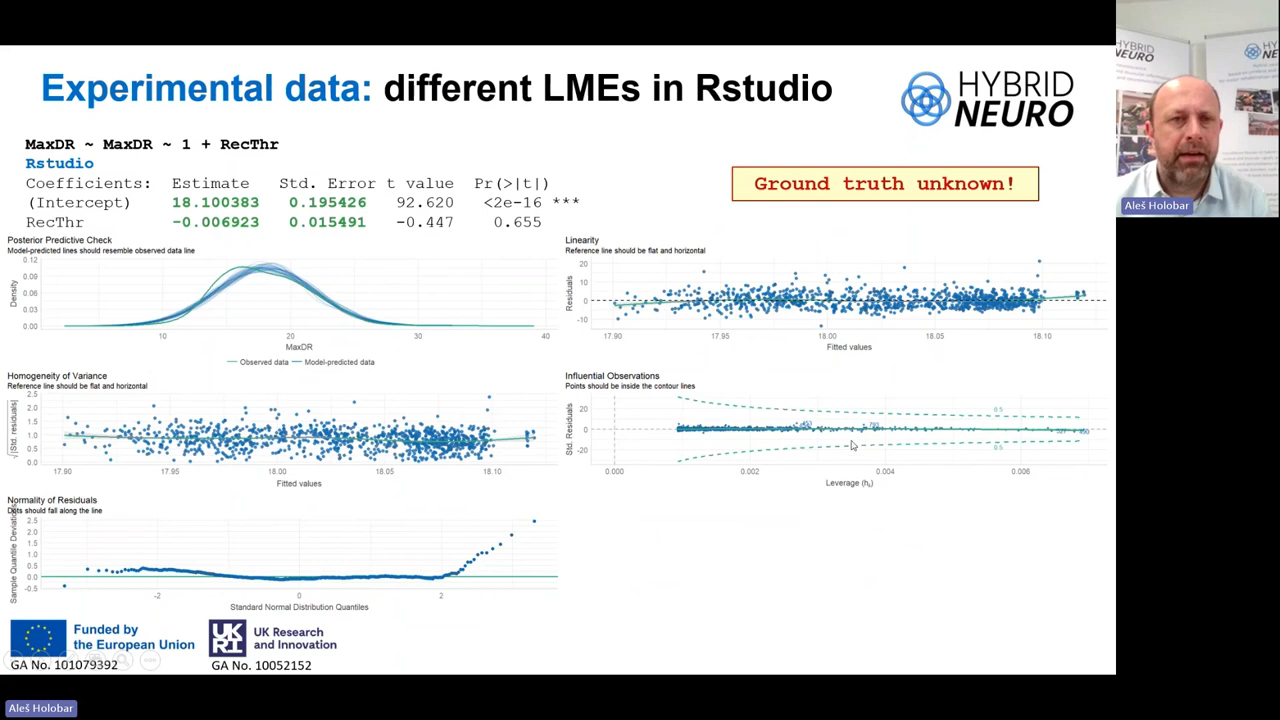 Experimental data: different LMEs in Rstudio
HYBRID
NEURO
MaxDR ~ MaxDR ~ 1 + RecThr
Rstudio
Coefficients: Estimate Std. Error t value Pr(>|t|)
(Intercept) 18.100383 0.195426 92.620 <2e-16 ***
RecThr -0.006923 0.015491 -0.447 0.655
Ground truth unknown!
Posterior Predictive Check
Model-predicted lines should resemble observed data line
Density
0.12
0.09
0.06
0.03
0.00
10 20 30 40
MaxDR
Observed data Model-predicted data
Linearity
Reference line should be flat and horizontal
Residuals
20
10
0
-10
17.90 17.95 18.00 18.05 18.10
Fitted values
Homogeneity of Variance
Reference line should be flat and horizontal
√|Std. residuals|
2.5
2.0
1.5
1.0
0.5
0.0
17.90 17.95 18.00 18.05 18.10
Fitted values
Influential Observations
Points should be inside the contour lines
Std. Residuals
20
0
-20
0.5
0.5
0.000 0.002 0.004 0.006
Leverage (hᵢᵢ)
Normality of Residuals
Dots should fall along the line
Sample Quantile Deviations
2.5
2.0
1.5
1.0
0.5
0.0
-0.5
-2 0 2
Standard Normal Distribution Quantiles
Funded by
the European Union
GA No. 101079392
UK
RI
UK Research
and Innovation
GA No. 10052152
HYBRID
NEURO
HYBRID
NEURO
Aleš Holobar
Aleš Holobar